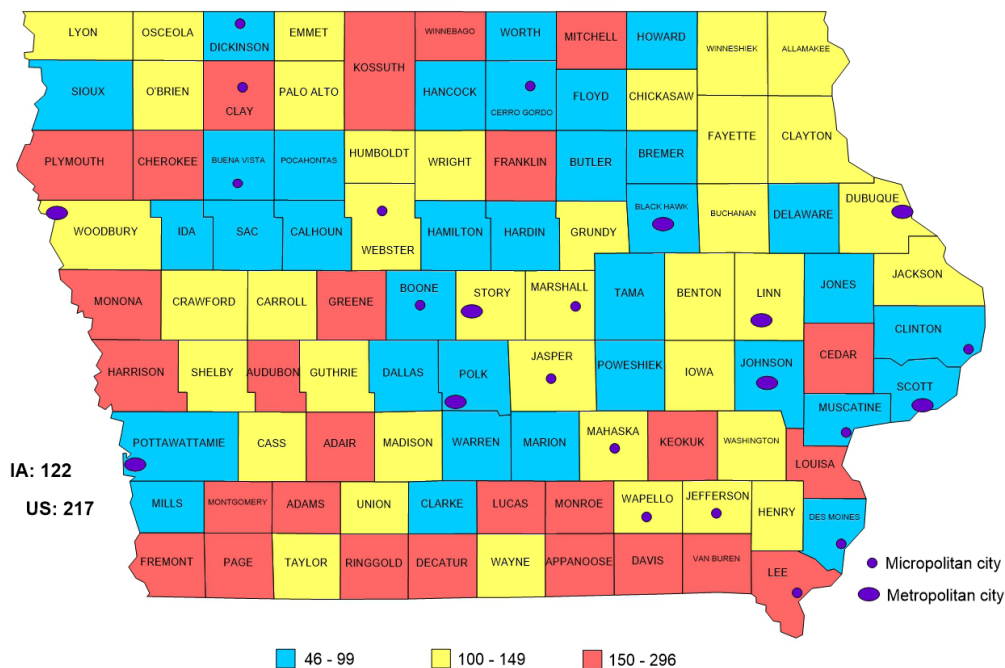 LYON OSCEOLA DICKINSON EMMET KOSSUTH WINNEBAGO WORTH MITCHELL HOWARD WINNESHIEK ALLAMAKEE
SIOUX O'BRIEN CLAY PALO ALTO HANCOCK CERRO GORDO FLOYD CHICKASAW
FAYETTE CLAYTON
PLYMOUTH CHEROKEE BUENA VISTA POCAHONTAS HUMBOLDT WRIGHT FRANKLIN BUTLER BREMER
WOODBURY IDA SAC CALHOUN WEBSTER HAMILTON HARDIN GRUNDY BLACK HAWK BUCHANAN DELAWARE DUBUQUE
MONONA CRAWFORD CARROLL GREENE BOONE STORY MARSHALL TAMA BENTON LINN JONES JACKSON
CLINTON
HARRISON SHELBY AUDUBON GUTHRIE DALLAS POLK JASPER POWESHIEK IOWA JOHNSON CEDAR SCOTT
MUSCATINE
POTTAWATTAMIE CASS ADAIR MADISON WARREN MARION MAHASKA KEOKUK WASHINGTON LOUISA
IA: 122
US: 217
MILLS MONTGOMERY ADAMS UNION CLARKE LUCAS MONROE WAPELLO JEFFERSON HENRY DES MOINES
FREMONT PAGE TAYLOR RINGGOLD DECATUR WAYNE APPANOOSE DAVIS VAN BUREN LEE
Micropolitan city
Metropolitan city
46 - 99 100 - 149 150 - 296